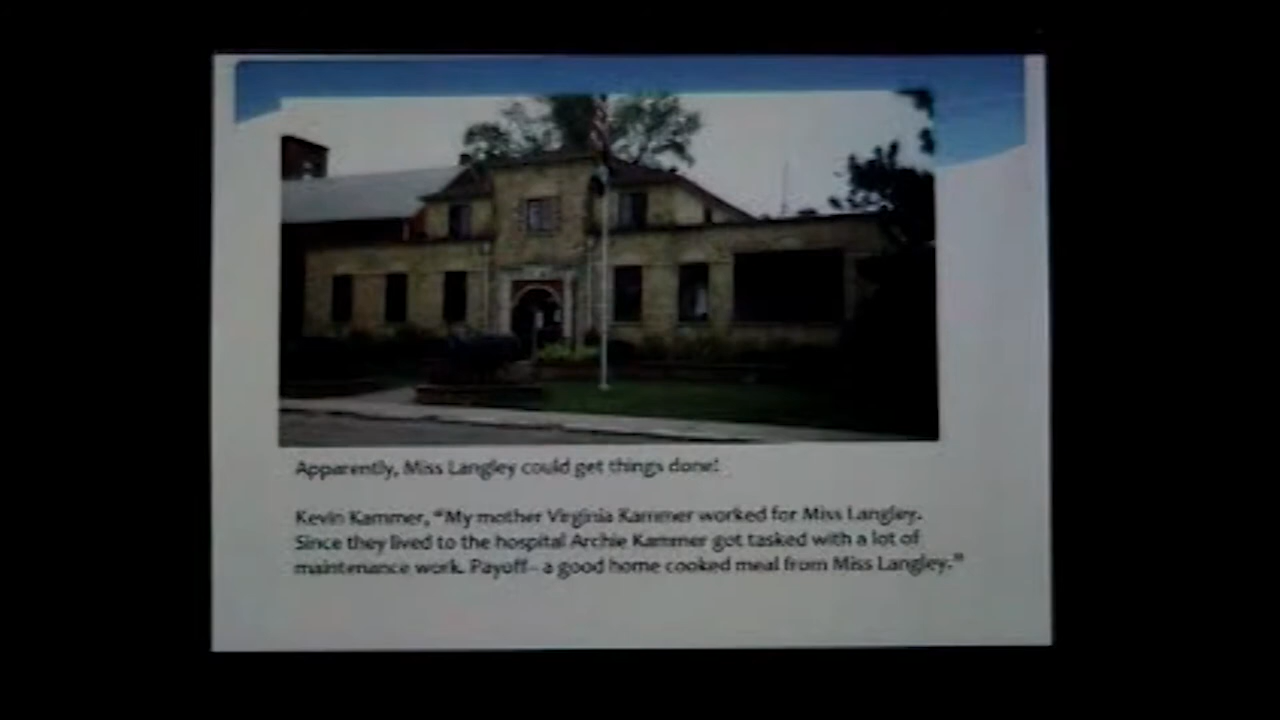 Apparently, Miss Langley could get things done!
Kevin Kammer, "My mother Virginia Kammer worked for Miss Langley.
Since they lived to the hospital Archie Kammer got tasked with a lot of
maintenance work. Payoff- a good home cooked meal from Miss Langley."